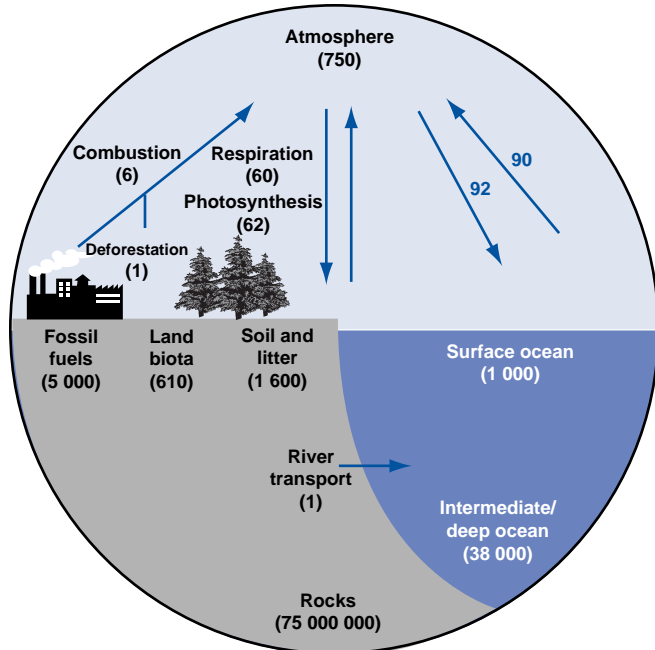 Atmosphere
(750)
Combustion
(6)
Respiration
(60)
Photosynthesis
(62)
90
92
Deforestation
(1)
Fossil
fuels
(5 000)
Land
biota
(610)
Soil and
litter
(1 600)
Surface ocean
(1 000)
River
transport
(1)
Intermediate/
deep ocean
(38 000)
Rocks
(75 000 000)